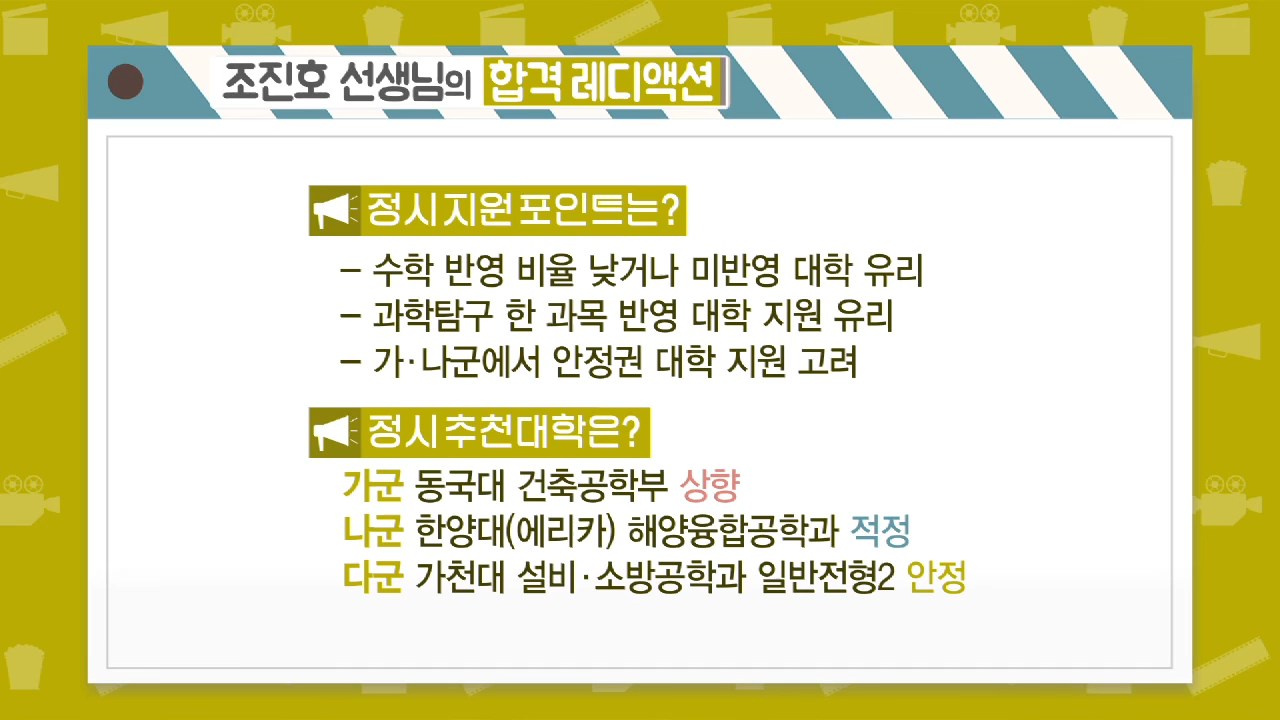 조진호 선생님의 합격 레디액션
정시 지원 포인트는?
– 수학 반영 비율 낮거나 미반영 대학 유리
– 과학탐구 한 과목 반영 대학 지원 유리
– 가·나군에서 안정권 대학 지원 고려
정시 추천대학은?
가군 동국대 건축공학부 상향
나군 한양대(에리카) 해양융합공학과 적정
다군 가천대 설비·소방공학과 일반전형2 안정